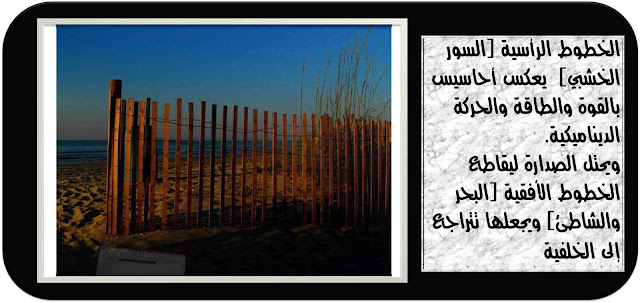 الخطوط الرأسية [السور
الخشبي] يعكس أحاسيس
بالقوة والطاقة والحركة
الديناميكية.
ويحتل الصدارة ليقاطع
الخطوط الأفقية [البحر
والشاطئ] ويجعلها تتراجع
إلى الخلفية